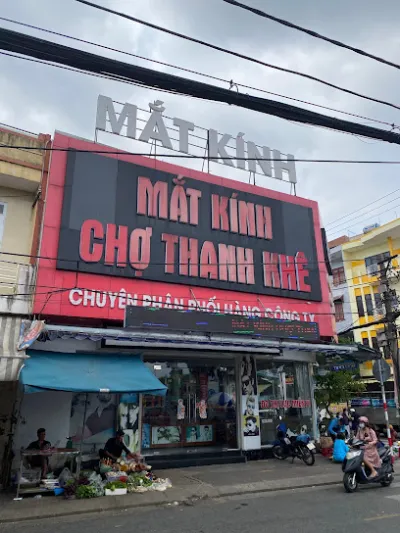 MẮT KÍNH
MẮT KÍNH
CHỢ THANH KHÊ
CHUYÊN PHÂN PHỐI HÀNG CÔNG TY